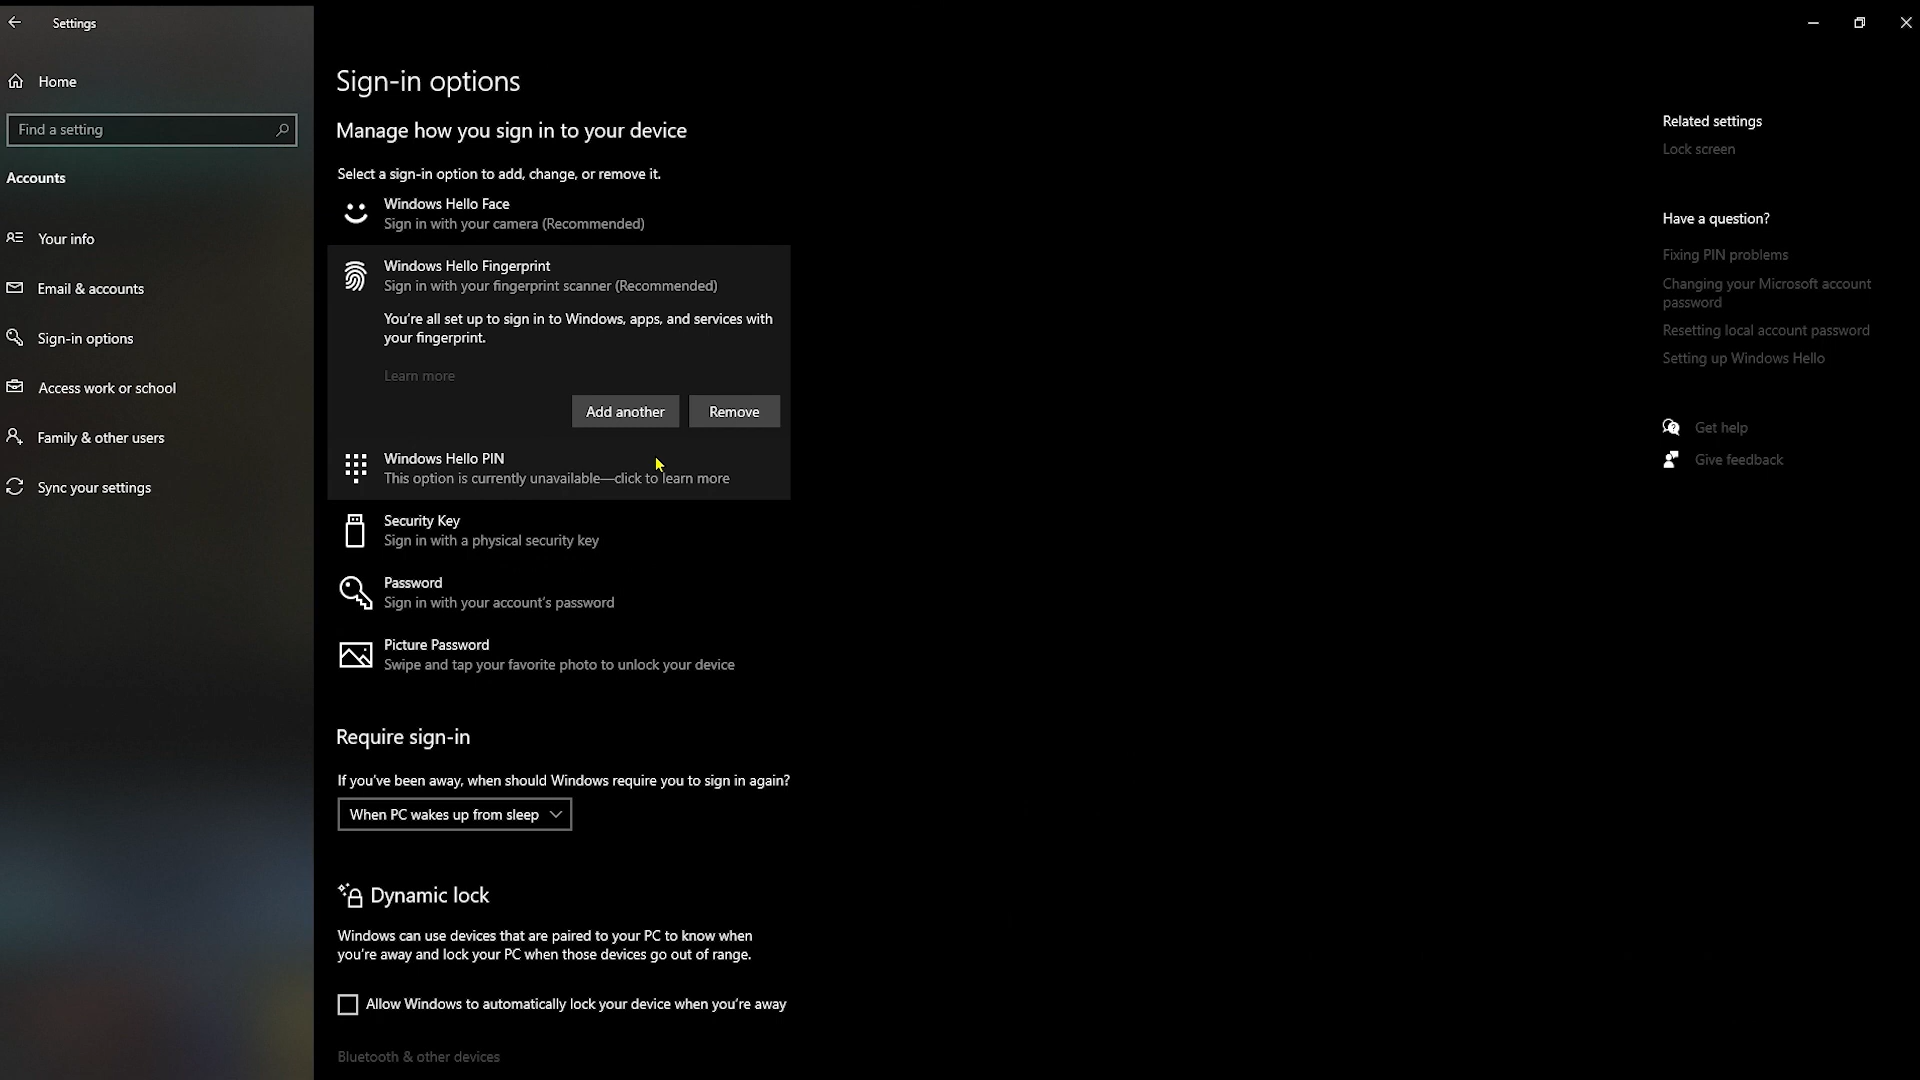 Settings
Home
Find a setting
Accounts
Your info
Email & accounts
Sign-in options
Access work or school
Family & other users
Sync your settings
Sign-in options
Manage how you sign in to your device
Select a sign-in option to add, change, or remove it.
Windows Hello Face
Sign in with your camera (Recommended)
Windows Hello Fingerprint
Sign in with your fingerprint scanner (Recommended)
You're all set up to sign in to Windows, apps, and services with
your fingerprint.
Learn more
Add another
Remove
Windows Hello PIN
This option is currently unavailable—click to learn more
Security Key
Sign in with a physical security key
Password
Sign in with your account's password
Picture Password
Swipe and tap your favorite photo to unlock your device
Require sign-in
If you've been away, when should Windows require you to sign in again?
When PC wakes up from sleep
Dynamic lock
Windows can use devices that are paired to your PC to know when
you're away and lock your PC when those devices go out of range.
Allow Windows to automatically lock your device when you're away
Bluetooth & other devices
Related settings
Lock screen
Have a question?
Fixing PIN problems
Changing your Microsoft account
password
Resetting local account password
Setting up Windows Hello
Get help
Give feedback